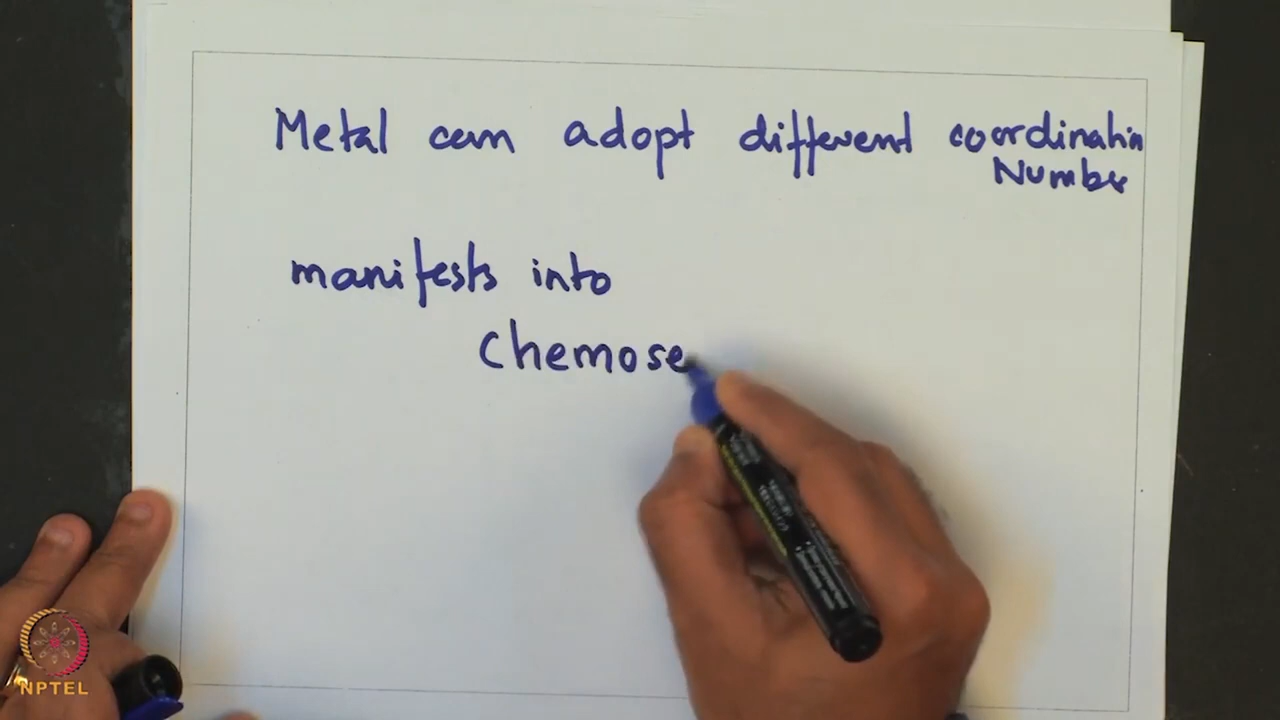 Metal can adopt different coordination
Number
manifests into
Chemose
NPTEL